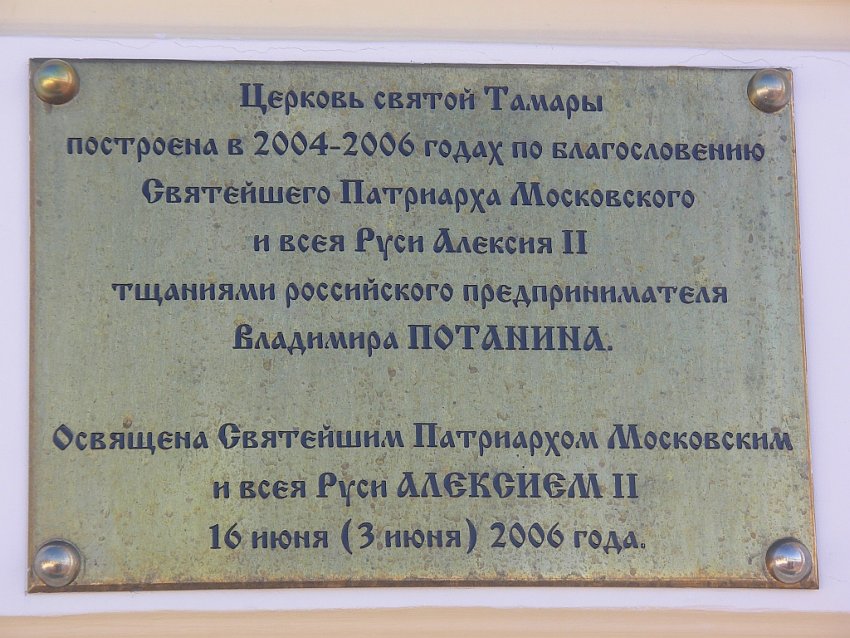 Церковь святой Тамары
построена в 2004-2006 годах по благословению
Святейшего Патриарха Московского
и всея Руси Алексия II
тщаниями российского предпринимателя
Владимира ПОТАНИНА.
Освящена Святейшим Патриархом Московским
и всея Руси АЛЕКСИЕМ II
16 июня (3 июня) 2006 года.